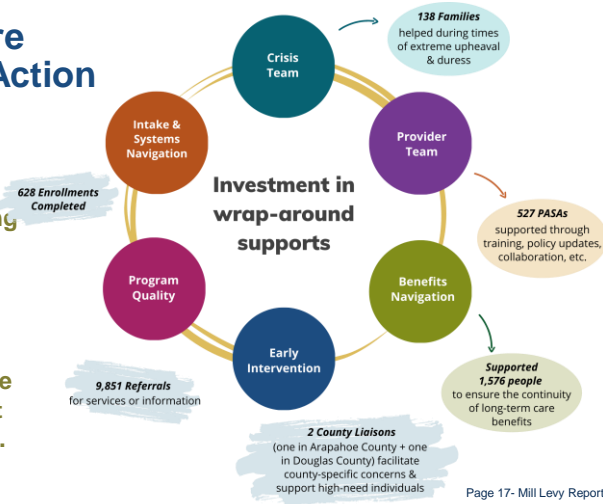 re
Action
138 Families
helped during times
of extreme upheaval
& duress
Crisis
Team
Intake &
Systems
Navigation
Provider
Team
628 Enrollments
Completed
ng
Investment in
wrap-around
supports
527 PASAs
supported through
training, policy updates,
collaboration, etc.
Program
Quality
Benefits
Navigation
Early
Intervention
e
t
.
9,851 Referrals
for services or information
Supported
1,576 people
to ensure the continuity
of long-term care
benefits
2 County Liaisons
(one in Arapahoe County + one
in Douglas County) facilitate
county-specific concerns &
support high-need individuals
Page 17- Mill Levy Report